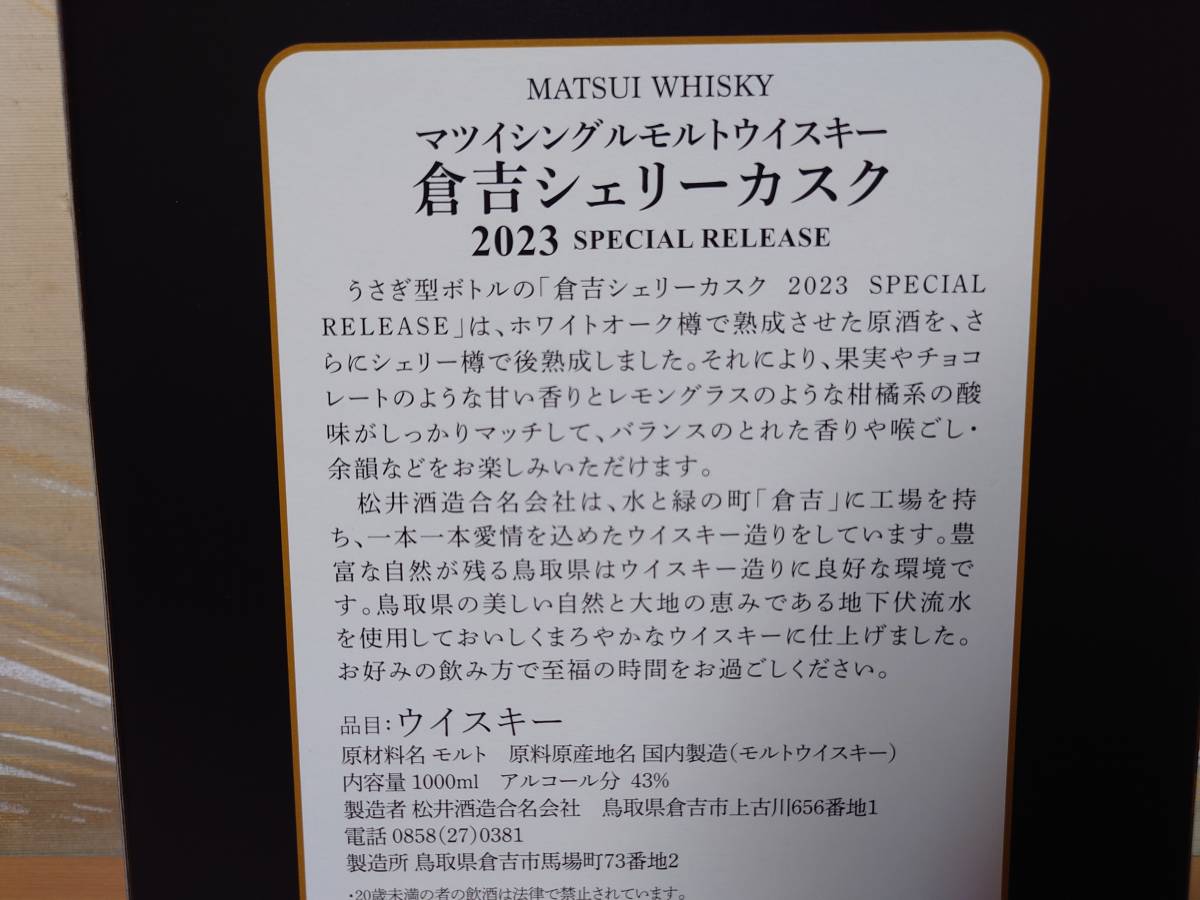 MATSUI WHISKY
マツイシングルモルトウイスキー
倉吉シェリーカスク
2023 SPECIAL RELEASE
うさぎ型ボトルの「倉吉シェリーカスク 2023 SPECIAL
RELEASE」は、ホワイトオーク樽で熟成させた原酒を、さ
らにシェリー樽で後熟成しました。それにより、果実やチョコ
レートのような甘い香りとレモングラスのような柑橘系の酸
味がしっかりマッチして、バランスのとれた香りや喉ごし・
余韻などをお楽しみいただけます。
松井酒造合名会社は、水と緑の町「倉吉」に工場を持
ち、一本一本愛情を込めたウイスキー造りをしています。豊
富な自然が残る鳥取県はウイスキー造りに良好な環境で
す。鳥取県の美しい自然と大地の恵みである地下伏流水
を使用しておいしくまろやかなウイスキーに仕上げました。
お好みの飲み方で至福の時間をお過ごしください。
品目:ウイスキー
原材料名 モルト　原料原産地名 国内製造(モルトウイスキー)
内容量 1000ml　アルコール分 43%
製造者 松井酒造合名会社　鳥取県倉吉市上古川656番地1
電話 0858(27)0381
製造所 鳥取県倉吉市馬場町73番地2
・20歳未満の者の飲酒は法律で禁止されています。